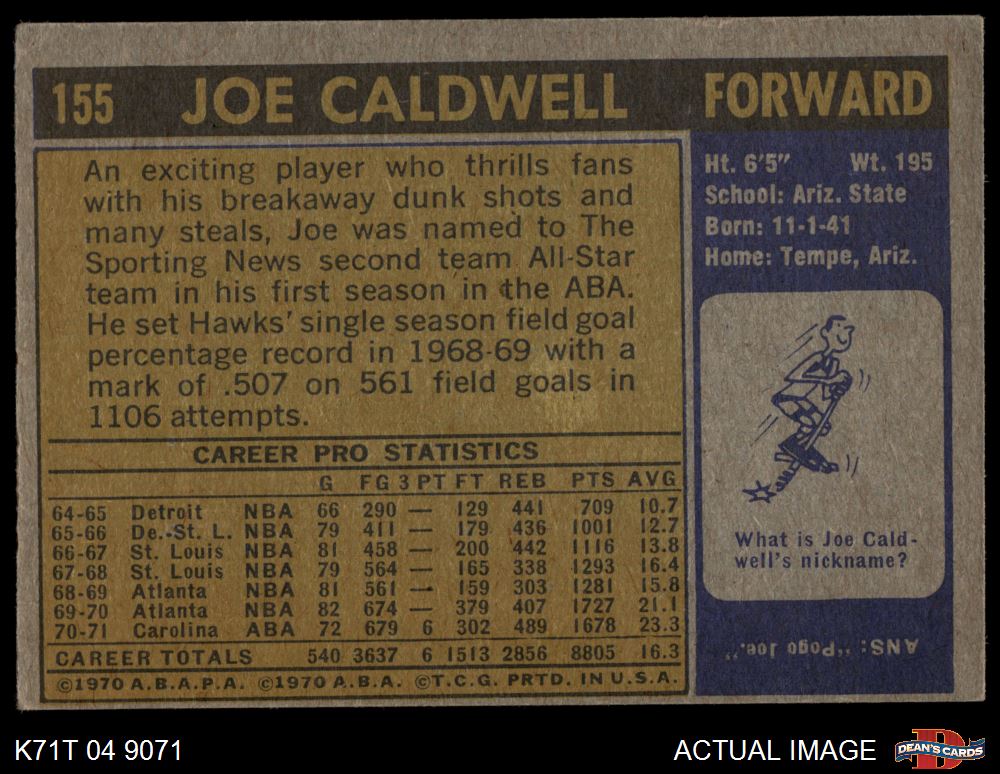 155 JOE CALDWELL FORWARD
An exciting player who thrills fans
with his breakaway dunk shots and
many steals, Joe was named to The
Sporting News second team All-Star
team in his first season in the ABA.
He set Hawks' single season field goal
percentage record in 1968-69 with a
mark of .507 on 561 field goals in
1106 attempts.
Ht. 6'5" Wt. 195
School: Ariz. State
Born: 11-1-41
Home: Tempe, Ariz.
What is Joe Cald-
well's nickname?
ANS: "Pogo Joe."
CAREER PRO STATISTICS
G FG 3 PT FT REB PTS AVG
64-65 Detroit NBA 66 290 — 129 441 709 10.7
65-66 De.-St. L. NBA 79 411 — 179 436 1001 12.7
66-67 St. Louis NBA 81 458 — 200 442 1116 13.8
67-68 St. Louis NBA 79 564 — 165 338 1293 16.4
68-69 Atlanta NBA 81 561 — 159 303 1281 15.8
69-70 Atlanta NBA 82 674 — 379 407 1727 21.1
70-71 Carolina ABA 72 679 6 302 489 1678 23.3
CAREER TOTALS 540 3637 6 1513 2856 8805 16.3
©1970 A.B.A.P.A. ©1970 A.B.A. ©T.C.G. PRTD. IN U.S.A.
K71T 04 9071 ACTUAL IMAGE DEAN'S CARDS